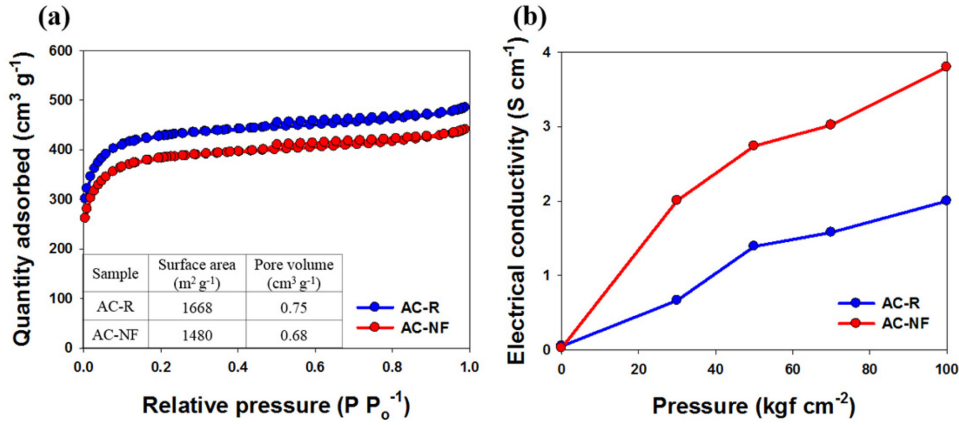 (a)
Quantity adsorbed (cm³ g⁻¹)
600
500
400
300
200
100
0
Sample Surface area (m² g⁻¹) Pore volume (cm³ g⁻¹)
AC-R 1668 0.75
AC-NF 1480 0.68
AC-R
AC-NF
0.0 0.2 0.4 0.6 0.8 1.0
Relative pressure (P Pₒ⁻¹)
(b)
Electrical conductivity (S cm⁻¹)
4
3
2
1
0
AC-R
AC-NF
0 20 40 60 80 100
Pressure (kgf cm⁻²)